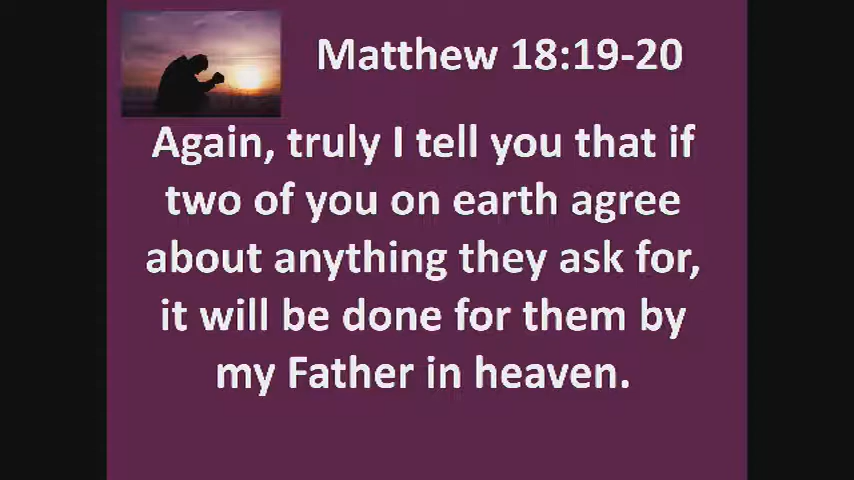 Matthew 18:19-20
Again, truly I tell you that if
two of you on earth agree
about anything they ask for,
it will be done for them by
my Father in heaven.